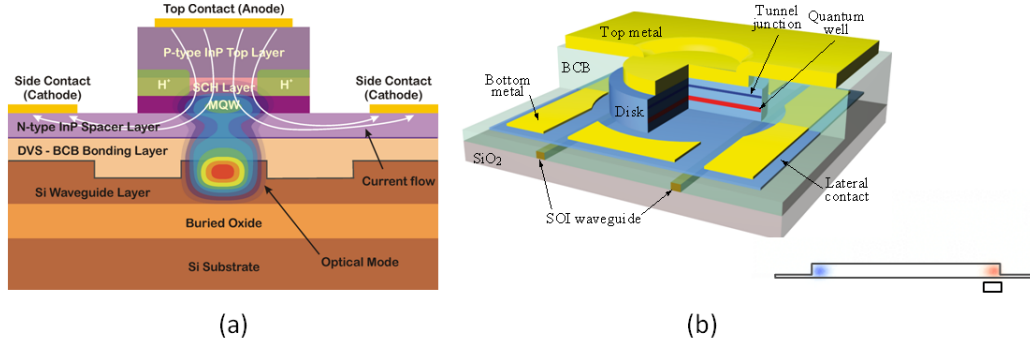 Top Contact (Anode)
P-type InP Top Layer
Side Contact
(Cathode)
H+
SCH Layer
H+
Side Contact
(Cathode)
MQW
N-type InP Spacer Layer
DVS - BCB Bonding Layer
Current flow
Si Waveguide Layer
Buried Oxide
Si Substrate
Optical Mode
(a)
Tunnel
junction
Quantum
well
Top metal
BCB
Bottom
metal
Disk
SiO2
SOI waveguide
Lateral
contact
(b)